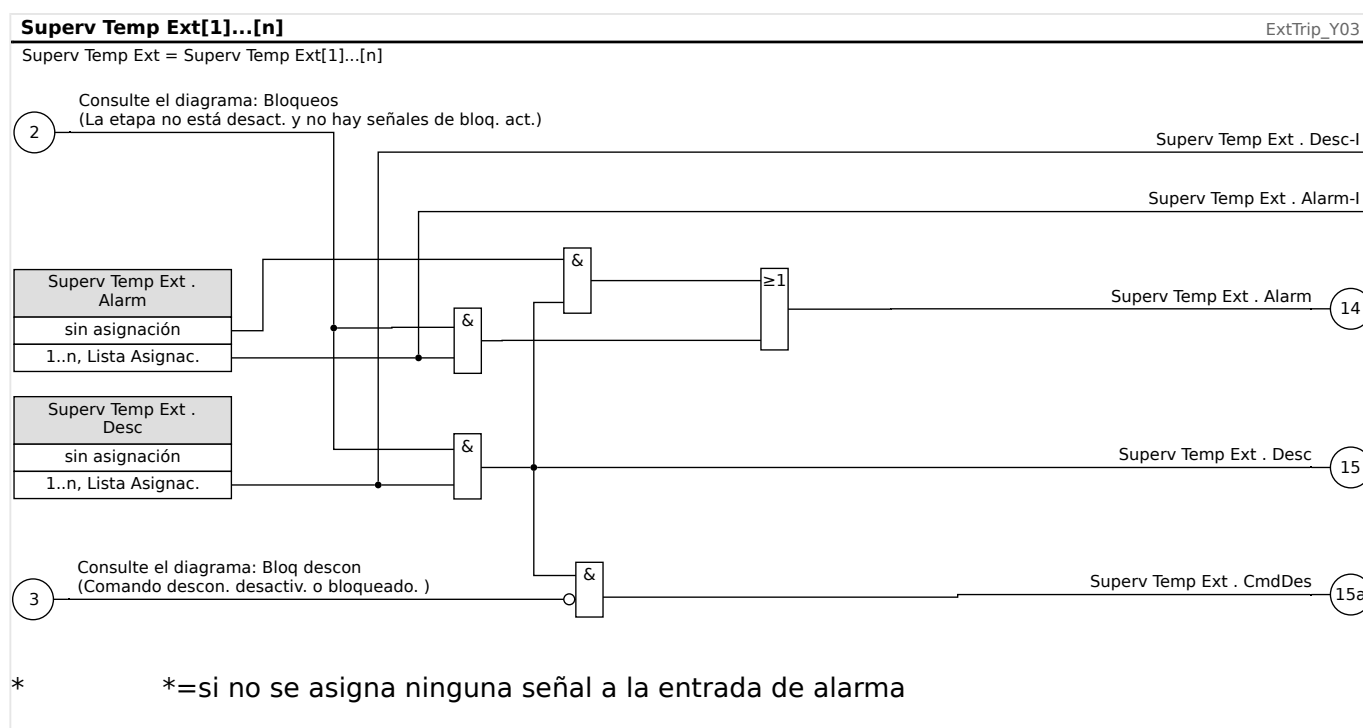 Superv Temp Ext[1]...[n]
ExtTrip_Y03
Superv Temp Ext = Superv Temp Ext[1]...[n]
Consulte el diagrama: Bloqueos
(La etapa no está desact. y no hay señales de bloq. act.)
2
Superv Temp Ext . Desc-I
Superv Temp Ext . Alarm-I
&
Superv Temp Ext .
Alarm
sin asignación
1..n, Lista Asignac.
&
≥1
Superv Temp Ext . Alarm
14
Superv Temp Ext .
Desc
sin asignación
1..n, Lista Asignac.
&
Superv Temp Ext . Desc
15
Consulte el diagrama: Bloq descon
(Comando descon. desactiv. o bloqueado. )
3
&
Superv Temp Ext . CmdDes
15a
* *=si no se asigna ninguna señal a la entrada de alarma